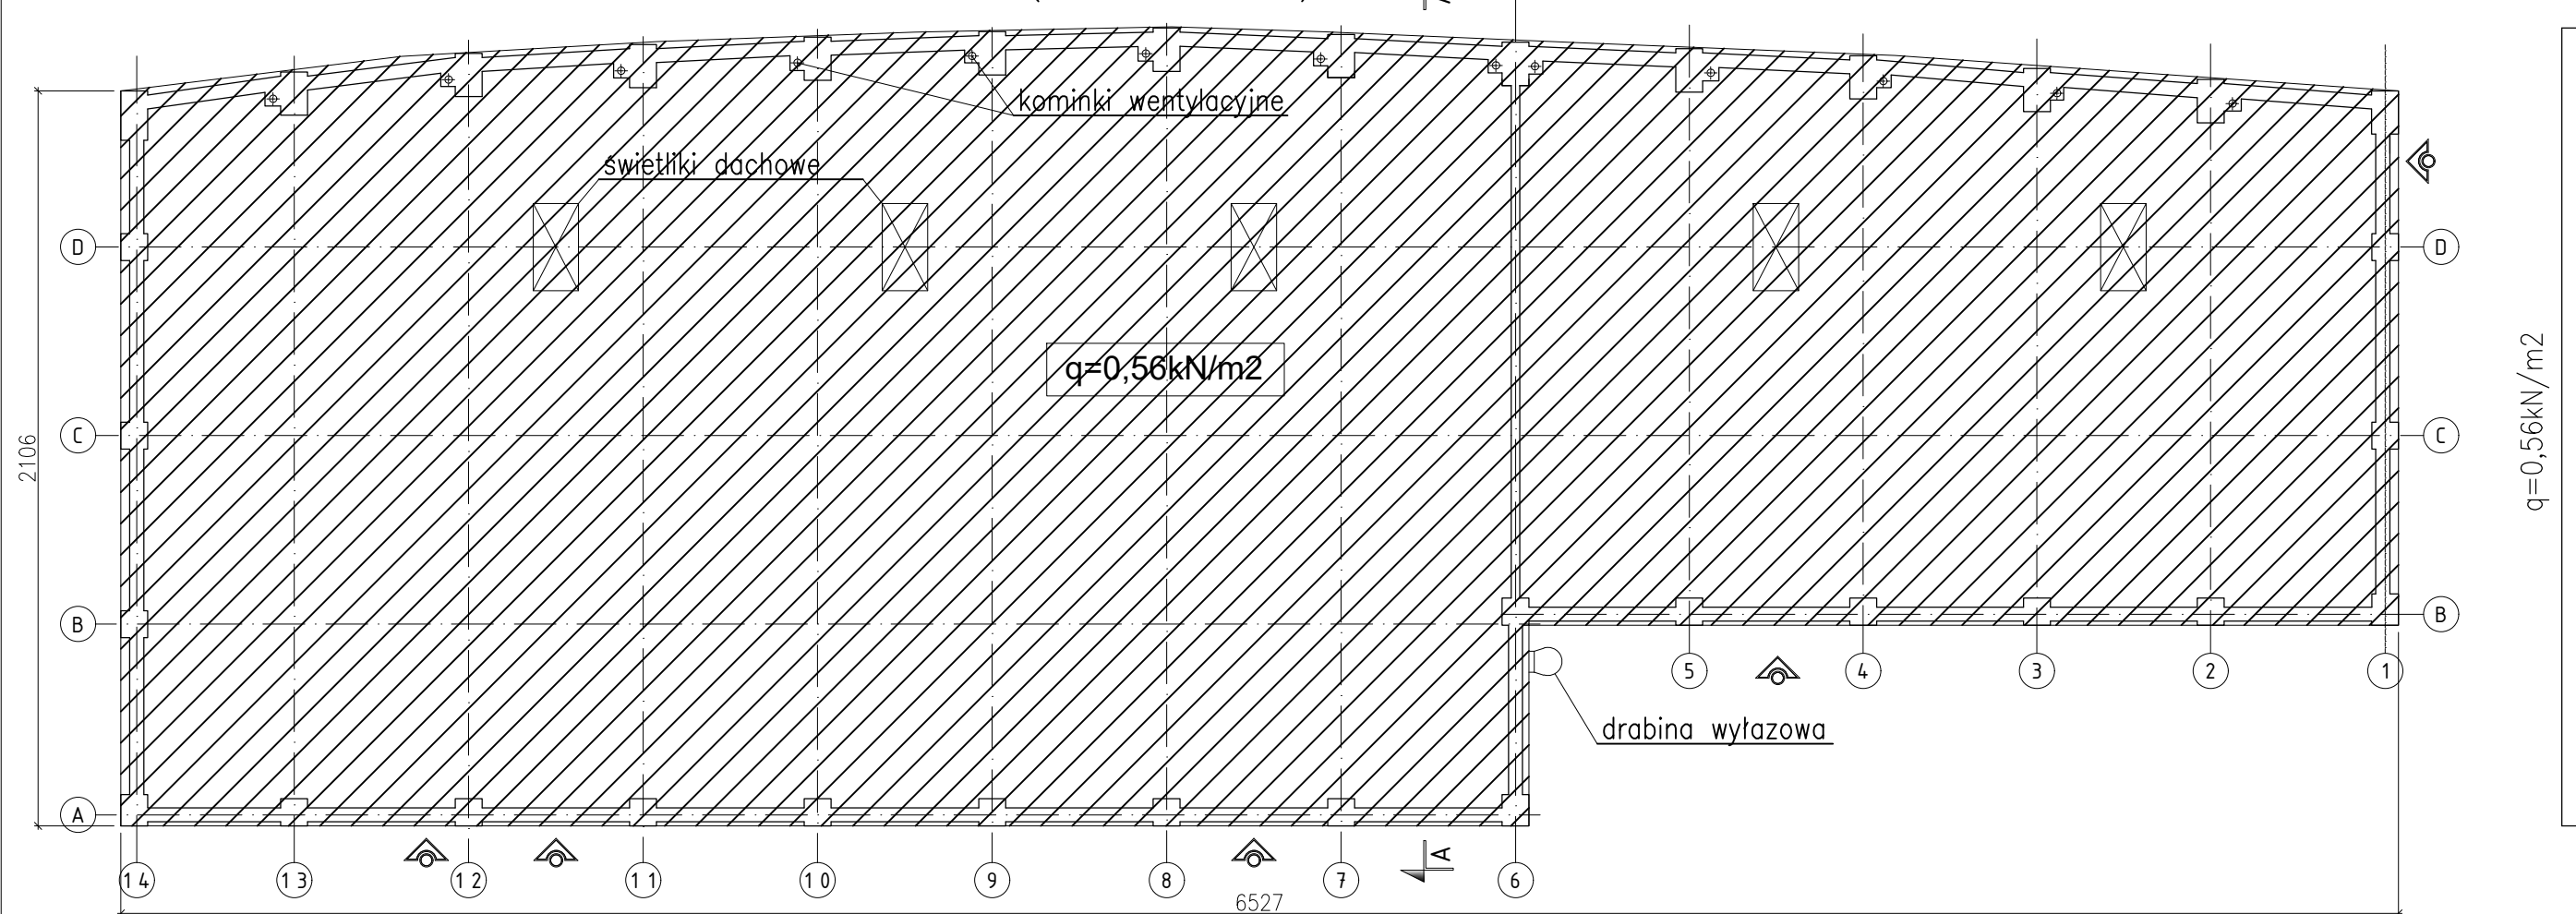 A
kominki wentylacyjne
świetliki dachowe
D
D
q=0,56kN/m2
q=0,56kN/m2
C
C
2106
B
B
5
4
3
2
1
drabina wyłazowa
A
A
14
13
12
11
10
9
8
7
6
6527